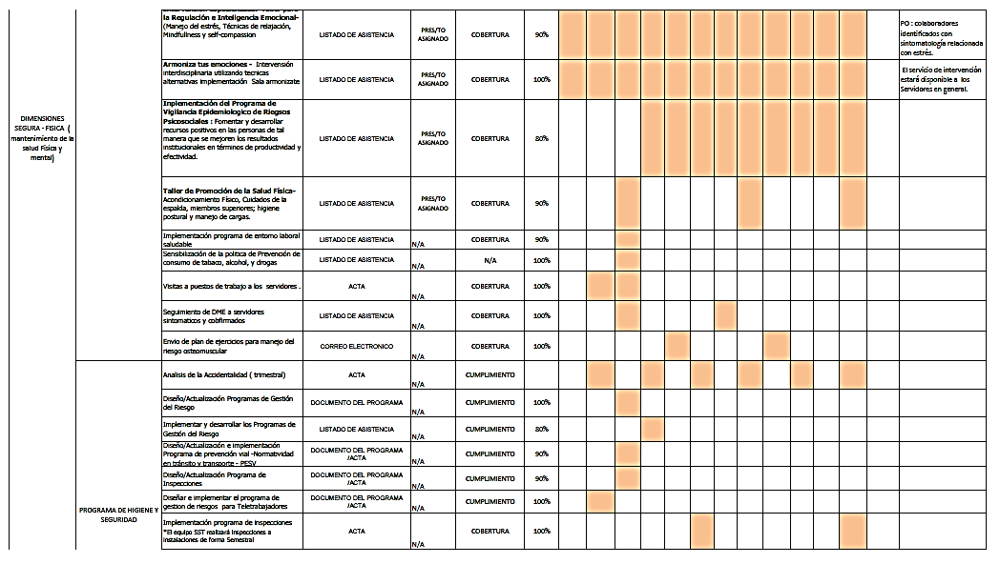 la Regulación e Inteligencia Emocional-
(Manejo del estrés, Técnicas de relajación,
Mindfullness y self-compassion
LISTADO DE ASISTENCIA
PRES/TO
ASIGNADO
COBERTURA
90%
PO : colaboradores
identificados con
sintomatología relacionada
con estrés.
Armoniza tus emociones - Intervención
interdisciplinaria utilizando tecnicas
alternativas implementación Sala armonizate
LISTADO DE ASISTENCIA
PRES/TO
ASIGNADO
COBERTURA
100%
El servicio de intervención
estará disponible a los
Servidores en general.
DIMENSIONES
SEGURA - FISICA (
mantenimiento de la
salud Física y
mental)
Inplementación del Programa de
Vigilancia Epidemiologico de Riegsos
Psicosociales : Fomentar y desarrollar
recursos positivos en las personas de tal
manera que se mejoren los resultados
institucionales en términos de productividad y
efectividad.
LISTADO DE ASISTENCIA
PRES/TO
ASIGNADO
COBERTURA
80%
Taller de Promoción de la Salud Física-
Acondicionamiento Físico, Cuidados de la
espalda, miembros superiores; higiene
postural y manejo de cargas.
LISTADO DE ASISTENCIA
PRES/TO
ASIGNADO
COBERTURA
90%
Implementación programa de entorno laboral
saludable
LISTADO DE ASISTENCIA
N/A
COBERTURA
90%
Sensibilización de la politica de Prevención de
consumo de tabaco, alcohol, y drogas
LISTADO DE ASISTENCIA
N/A
N/A
100%
Visitas a puestos de trabajo a los servidores .
ACTA
N/A
COBERTURA
100%
Seguimiento de DME a servidores
sintomaticos y cobfirmados
LISTADO DE ASISTENCIA
N/A
COBERTURA
100%
Envio de plan de ejercicios para manejo del
riesgo osteomuscular
CORREO ELECTRONICO
N/A
COBERTURA
100%
PROGRAMA DE HIGIENE Y
SEGURIDAD
Analisis de la Accidentalidad ( trimestral)
ACTA
N/A
CUMPLIMIENTO
Diseño/Actualización Programas de Gestión
del Riesgo
DOCUMENTO DEL PROGRAMA
N/A
CUMPLIMIENTO
100%
Implementar y desarrollar los Programas de
Gestión del Riesgo
LISTADO DE ASISTENCIA
N/A
CUMPLIMIENTO
80%
Diseño/Actualización e implementación
Programa de prevención vial -Normatividad
en tránsito y transporte - PESV
DOCUMENTO DEL PROGRAMA
/ACTA
N/A
CUMPLIMIENTO
90%
Diseño/Actualización Programa de
Inspecciones
DOCUMENTO DEL PROGRAMA
/ACTA
N/A
CUMPLIMIENTO
90%
Diseñar e implementar el programa de
gestion de riesgos para Teletrabajadores
DOCUMENTO DEL PROGRAMA
/ACTA
N/A
CUMPLIMIENTO
100%
Implementación programa de inspecciones
*El equipo SST realizará Inspecciones a
instalaciones de forma Semestral
ACTA
N/A
COBERTURA
100%